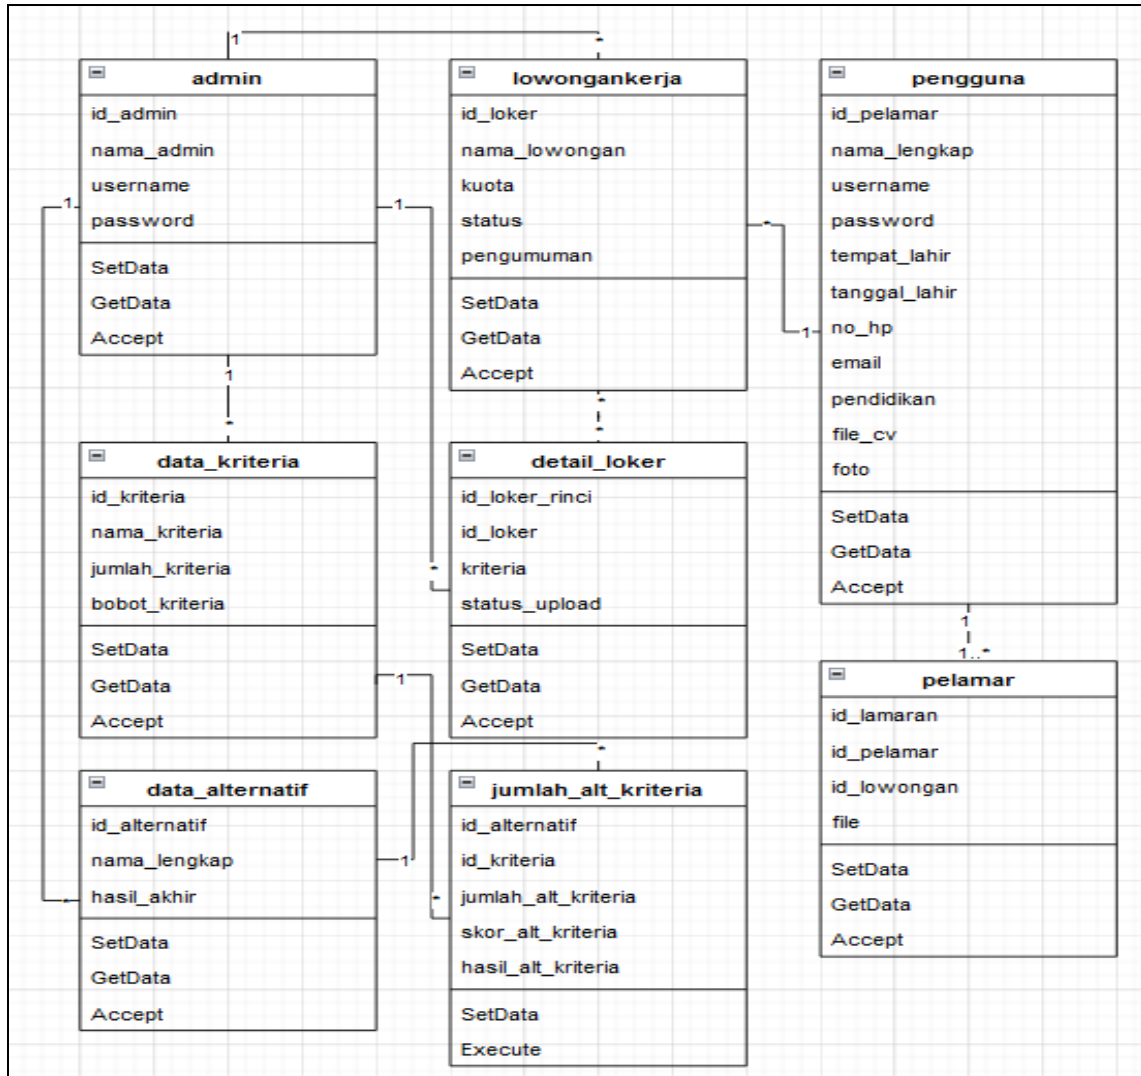 1
*
admin
id_admin
nama_admin
username
password
SetData
GetData
Accept
lowongankerja
id_loker
nama_lowongan
kuota
status
pengumuman
SetData
GetData
Accept
pengguna
id_pelamar
nama_lengkap
username
password
tempat_lahir
tanggal_lahir
no_hp
email
pendidikan
file_cv
foto
SetData
GetData
Accept
1
1
*
1
1
*
*
*
1
1..*
data_kriteria
id_kriteria
nama_kriteria
jumlah_kriteria
bobot_kriteria
SetData
GetData
Accept
detail_loker
id_loker_rinci
id_loker
kriteria
status_upload
SetData
GetData
Accept
*
1
*
pelamar
id_lamaran
id_pelamar
id_lowongan
file
SetData
GetData
Accept
data_alternatif
id_alternatif
nama_lengkap
hasil_akhir
SetData
GetData
Accept
jumlah_alt_kriteria
id_alternatif
id_kriteria
jumlah_alt_kriteria
skor_alt_kriteria
hasil_alt_kriteria
SetData
Execute
1
*
*